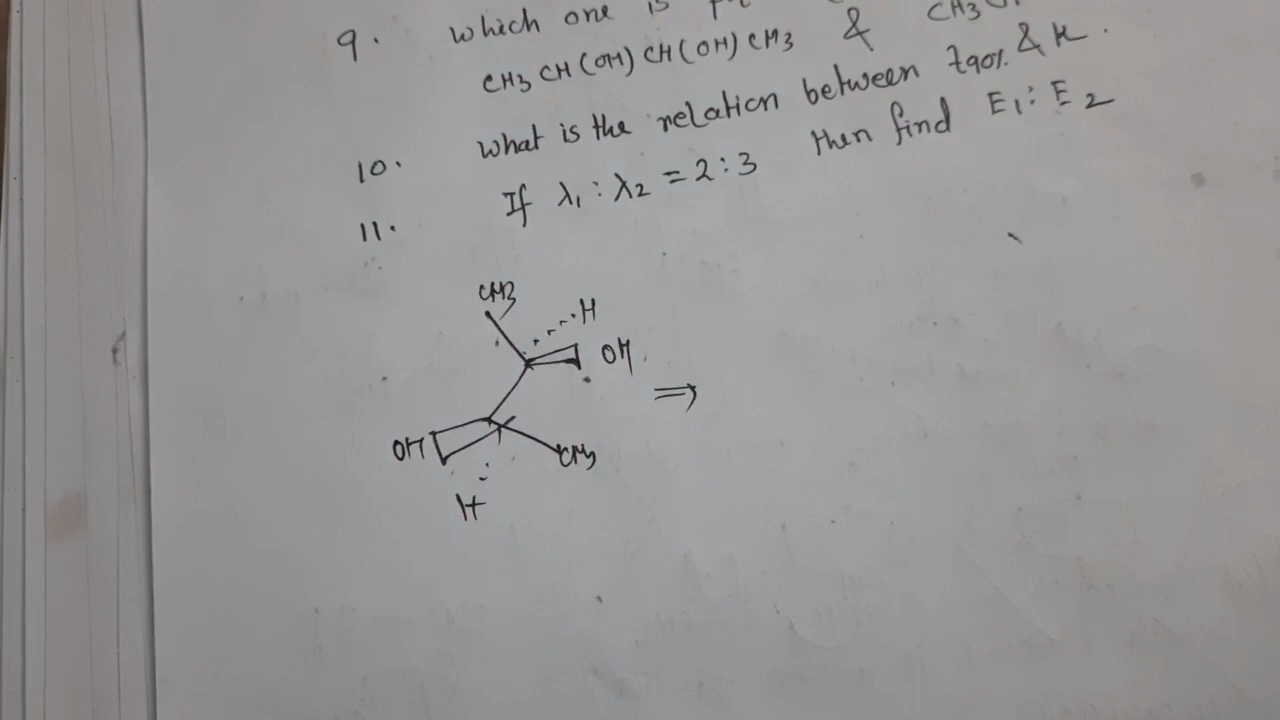 9. Which one is
CH3 CH (OH) CH (OH) CH3 & CH3
10. What is the relation between t90% & K.
11. If λ1 : λ2 = 2 : 3 then find E1 : E2
CH3
H
OH
⇒
OH
CH3
H